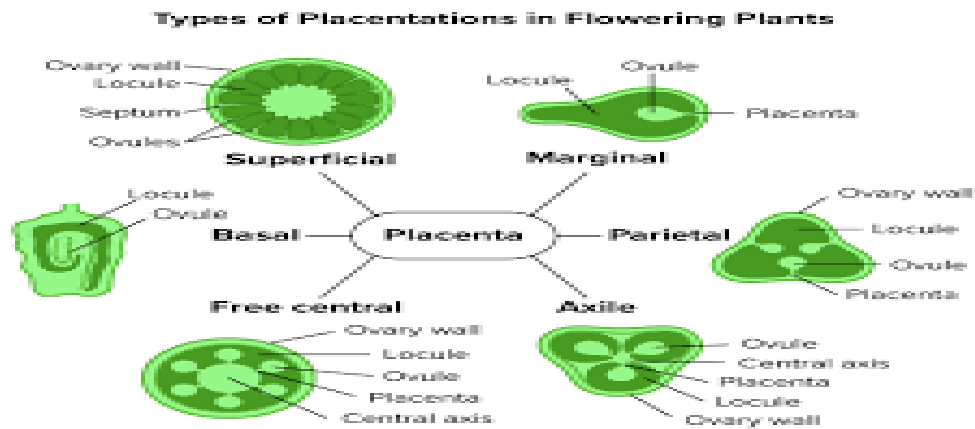 Types of Placentations in Flowering Plants
Ovary wall
Locule
Septum
Ovules
Superficial
Locule
Ovule
Placenta
Marginal
Locule
Ovule
Basal
Placenta
Parietal
Ovary wall
Locule
Ovule
Placenta
Free central
Ovary wall
Locule
Ovule
Placenta
Central axis
Axile
Ovule
Central axis
Placenta
Locule
Ovary wall